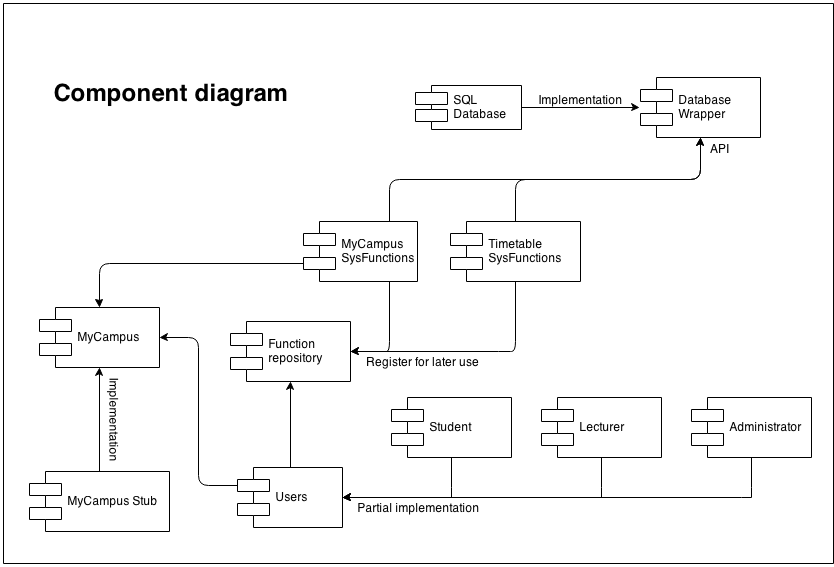 Component diagram
SQL
Database
Implementation
Database
Wrapper
API
MyCampus
SysFunctions
Timetable
SysFunctions
MyCampus
Function
repository
Register for later use
Implementation
Student
Lecturer
Administrator
MyCampus Stub
Users
Partial implementation